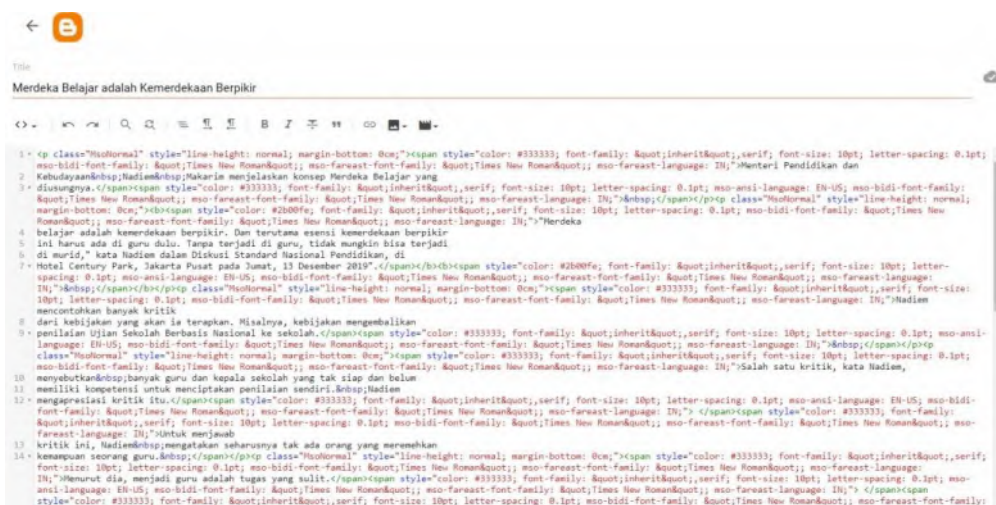 Title
Merdeka Belajar adalah Kemerdekaan Berpikir
B I
1 <p class="MsoNormal" style="line-height: normal; margin-bottom: 0cm;"><span style="color: #333333; font-family: &quot;inherit&quot;,serif; font-size: 10pt; letter-spacing: 0.1pt;
mso-bidi-font-family: &quot;Times New Roman&quot;; mso-fareast-font-family: &quot;Times New Roman&quot;; mso-fareast-language: IN;">Menteri Pendidikan dan
2 Kebudayaan&nbsp;Nadiem&nbsp;Makarim menjelaskan konsep Merdeka Belajar yang
3 diusungnya.</span><span style="color: #333333; font-family: &quot;inherit&quot;,serif; font-size: 10pt; letter-spacing: 0.1pt; mso-ansi-language: EN-US; mso-bidi-font-family:
&quot;Times New Roman&quot;; mso-fareast-font-family: &quot;Times New Roman&quot;; mso-fareast-language: IN;">&nbsp;</span></p><p class="MsoNormal" style="line-height: normal;
margin-bottom: 0cm;"><b><span style="color: #2b00fe; font-family: &quot;inherit&quot;,serif; font-size: 10pt; letter-spacing: 0.1pt; mso-bidi-font-family: &quot;Times New
Roman&quot;; mso-fareast-font-family: &quot;Times New Roman&quot;; mso-fareast-language: IN;">"Merdeka
4 belajar adalah kemerdekaan berpikir. Dan terutama esensi kemerdekaan berpikir
5 ini harus ada di guru dulu. Tanpa terjadi di guru, tidak mungkin bisa terjadi
6 di murid," kata Nadiem dalam Diskusi Standard Nasional Pendidikan, di
7 Hotel Century Park, Jakarta Pusat pada Jumat, 13 Desember 2019".</span></b><b><span style="color: #2b00fe; font-family: &quot;inherit&quot;,serif; font-size: 10pt; letter-
spacing: 0.1pt; mso-ansi-language: EN-US; mso-bidi-font-family: &quot;Times New Roman&quot;; mso-fareast-font-family: &quot;Times New Roman&quot;; mso-fareast-language:
IN;">&nbsp;</span></b></p><p class="MsoNormal" style="line-height: normal; margin-bottom: 0cm;"><span style="color: #333333; font-family: &quot;inherit&quot;,serif; font-size:
10pt; letter-spacing: 0.1pt; mso-bidi-font-family: &quot;Times New Roman&quot;; mso-fareast-font-family: &quot;Times New Roman&quot;; mso-fareast-language: IN;">Nadiem
mencontohkan banyak kritik
8 dari kebijakan yang akan ia terapkan. Misalnya, kebijakan mengembalikan
9 penilaian Ujian Sekolah Berbasis Nasional ke sekolah.</span><span style="color: #333333; font-family: &quot;inherit&quot;,serif; font-size: 10pt; letter-spacing: 0.1pt; mso-ansi-
language: EN-US; mso-bidi-font-family: &quot;Times New Roman&quot;; mso-fareast-font-family: &quot;Times New Roman&quot;; mso-fareast-language: IN;">&nbsp;</span></p><p
class="MsoNormal" style="line-height: normal; margin-bottom: 0cm;"><span style="color: #333333; font-family: &quot;inherit&quot;,serif; font-size: 10pt; letter-spacing: 0.1pt;
mso-bidi-font-family: &quot;Times New Roman&quot;; mso-fareast-font-family: &quot;Times New Roman&quot;; mso-fareast-language: IN;">Salah satu kritik, kata Nadiem,
10 menyebutkan&nbsp;banyak guru dan kepala sekolah yang tak siap dan belum
11 memiliki kompetensi untuk menciptakan penilaian sendiri.&nbsp;Nadiem
12 mengapresiasi kritik itu.</span><span style="color: #333333; font-family: &quot;inherit&quot;,serif; font-size: 10pt; letter-spacing: 0.1pt; mso-ansi-language: EN-US; mso-bidi-
font-family: &quot;Times New Roman&quot;; mso-fareast-font-family: &quot;Times New Roman&quot;; mso-fareast-language: IN;"> </span><span style="color: #333333; font-family:
&quot;inherit&quot;,serif; font-size: 10pt; letter-spacing: 0.1pt; mso-bidi-font-family: &quot;Times New Roman&quot;; mso-fareast-font-family: &quot;Times New Roman&quot;; mso-
fareast-language: IN;">Untuk menjawab
13 kritik ini, Nadiem&nbsp;mengatakan seharusnya tak ada orang yang meremehkan
14 kemampuan seorang guru.&nbsp;</span></p><p class="MsoNormal" style="line-height: normal; margin-bottom: 0cm;"><span style="color: #333333; font-family: &quot;inherit&quot;,serif;
font-size: 10pt; letter-spacing: 0.1pt; mso-bidi-font-family: &quot;Times New Roman&quot;; mso-fareast-font-family: &quot;Times New Roman&quot;; mso-fareast-language:
IN;">Menurut dia, menjadi guru adalah tugas yang sulit.</span><span style="color: #333333; font-family: &quot;inherit&quot;,serif; font-size: 10pt; letter-spacing: 0.1pt; mso-
ansi-language: EN-US; mso-bidi-font-family: &quot;Times New Roman&quot;; mso-fareast-font-family: &quot;Times New Roman&quot;; mso-fareast-language: IN;"> </span><span
style="color: #333333; font-family: &quot;inherit&quot;,serif; font-size: 10pt; letter-spacing: 0.1pt; mso-bidi-font-family: &quot;Times New Roman&quot;; mso-fareast-font-family: